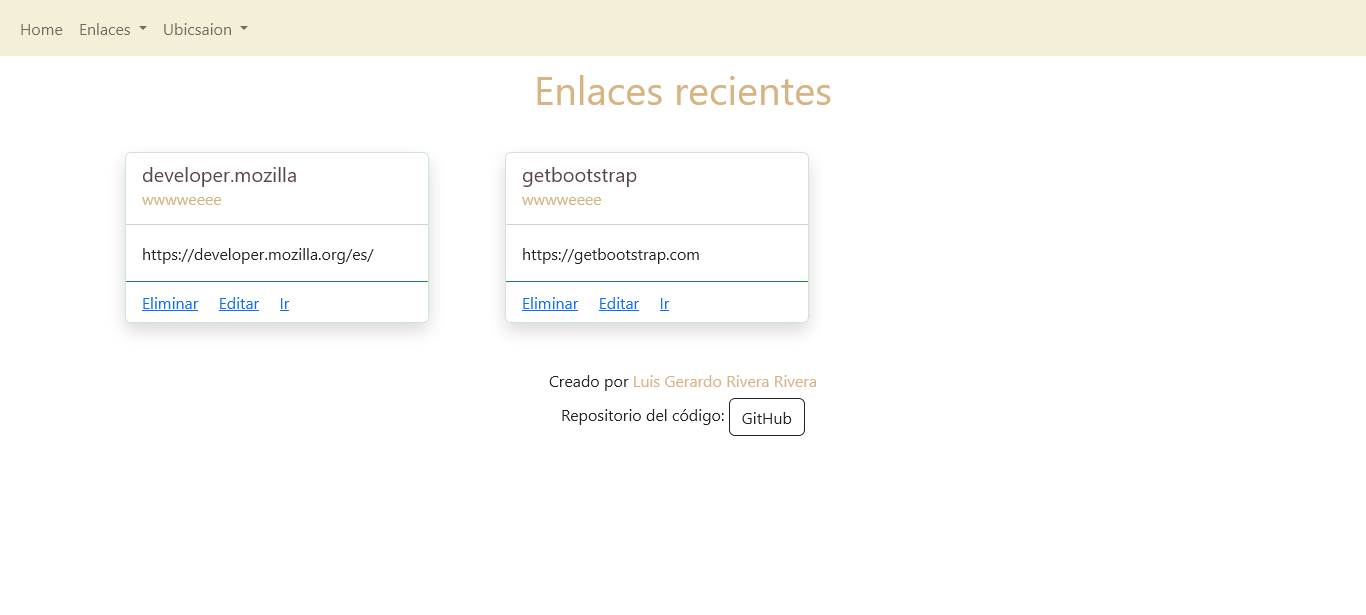 Home Enlaces Ubicsaion
Enlaces recientes
developer.mozilla
wwwweeee
https://developer.mozilla.org/es/
Eliminar Editar Ir
getbootstrap
wwwweeee
https://getbootstrap.com
Eliminar Editar Ir
Creado por Luis Gerardo Rivera Rivera
Repositorio del código: GitHub